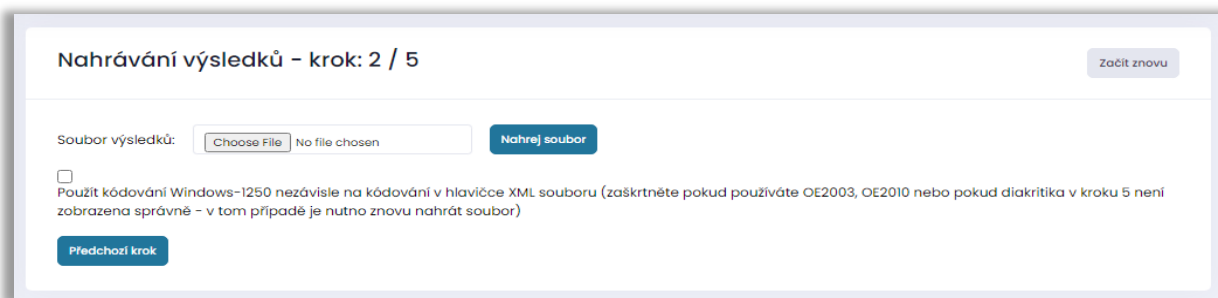 Nahrávání výsledků - krok: 2 / 5
Začít znovu
Soubor výsledků:
Choose File No file chosen
Nahrej soubor
Použít kódování Windows-1250 nezávisle na kódování v hlavičce XML souboru (zaškrtněte pokud používáte OE2003, OE2010 nebo pokud diakritika v kroku 5 není
zobrazena správně - v tom případě je nutno znovu nahrát soubor)
Předchozí krok